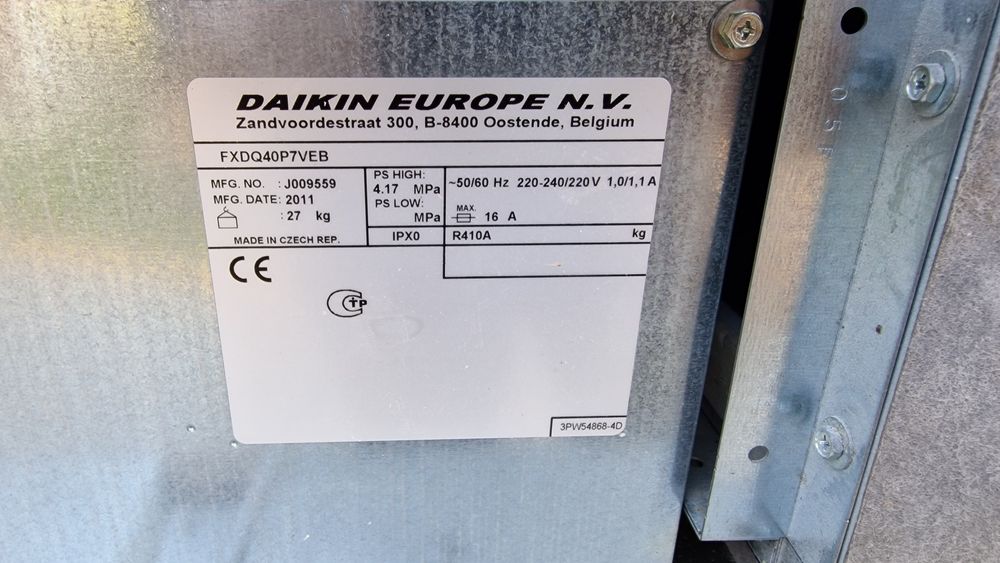 DAIKIN EUROPE N.V.
Zandvoordestraat 300, B-8400 Oostende, Belgium
FXDQ40P7VEB
MFG. NO. : J009559
MFG. DATE: 2011
: 27 kg
MADE IN CZECH REP.
PS HIGH:
4.17 MPa
PS LOW:
MPa
IPX0
~50/60 Hz 220-240/220V 1,0/1,1 A
MAX.
16 A
R410A kg
CE
CTP
3PW54868-4D